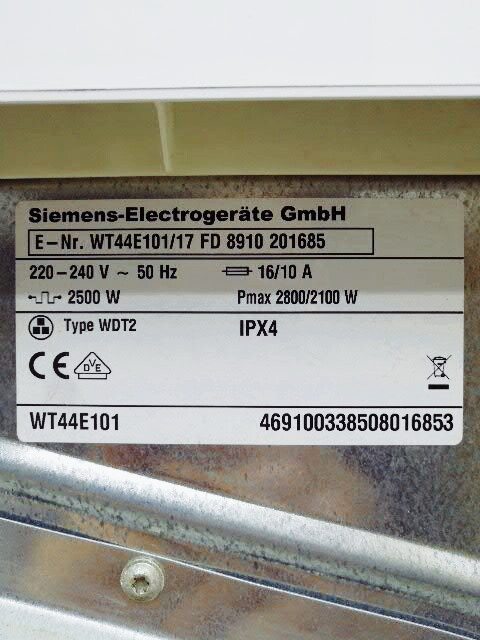 Siemens-Electrogeräte GmbH
E-Nr. WT44E101/17 FD 8910 201685
220-240 V ~ 50 Hz 16/10 A
2500 W Pmax 2800/2100 W
Type WDT2 IPX4
CE DVE
WT44E101 469100338508016853